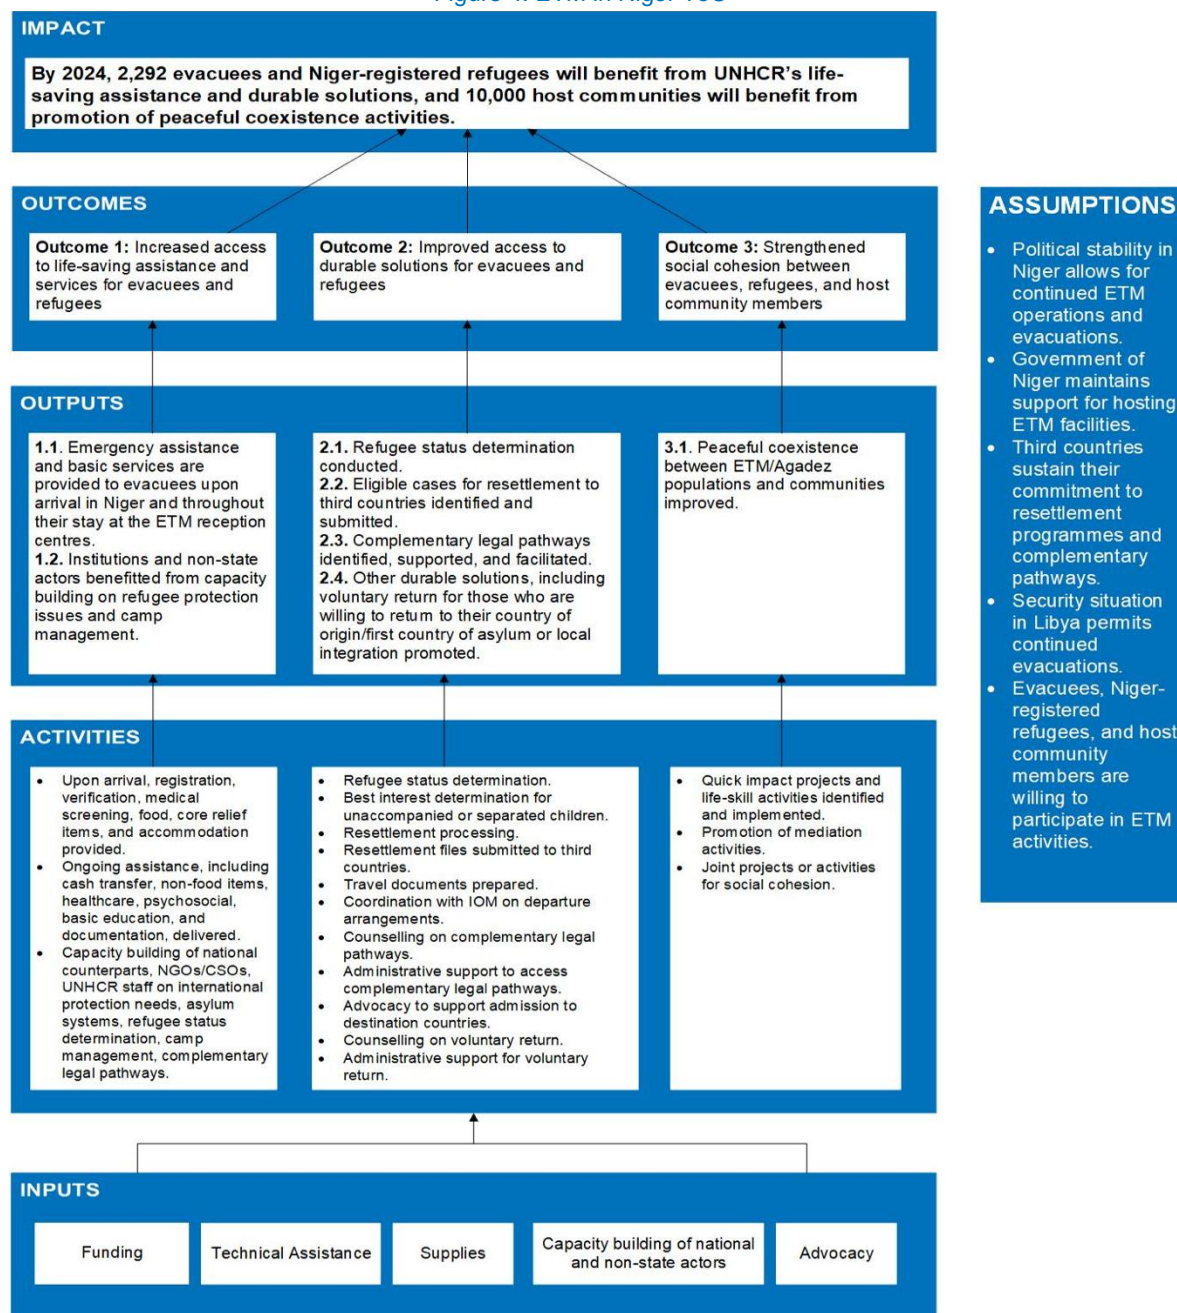 IMPACT
By 2024, 2,292 evacuees and Niger-registered refugees will benefit from UNHCR's life-
saving assistance and durable solutions, and 10,000 host communities will benefit from
promotion of peaceful coexistence activities.
OUTCOMES
Outcome 1: Increased access
to life-saving assistance and
services for evacuees and
refugees
Outcome 2: Improved access to
durable solutions for evacuees and
refugees
Outcome 3: Strengthened
social cohesion between
evacuees, refugees, and host
community members
OUTPUTS
1.1. Emergency assistance
and basic services are
provided to evacuees upon
arrival in Niger and throughout
their stay at the ETM reception
centres.
1.2. Institutions and non-state
actors benefitted from capacity
building on refugee protection
issues and camp
management.
2.1. Refugee status determination
conducted.
2.2. Eligible cases for resettlement to
third countries identified and
submitted.
2.3. Complementary legal pathways
identified, supported, and facilitated.
2.4. Other durable solutions, including
voluntary return for those who are
willing to return to their country of
origin/first country of asylum or local
integration promoted.
3.1. Peaceful coexistence
between ETM/Agadez
populations and communities
improved.
ACTIVITIES
• Upon arrival, registration,
verification, medical
screening, food, core relief
items, and accommodation
provided.
• Ongoing assistance, including
cash transfer, non-food items,
healthcare, psychosocial,
basic education, and
documentation, delivered.
• Capacity building of national
counterparts, NGOs/CSOs,
UNHCR staff on international
protection needs, asylum
systems, refugee status
determination, camp
management, complementary
legal pathways.
• Refugee status determination.
• Best interest determination for
unaccompanied or separated children.
• Resettlement processing.
• Resettlement files submitted to third
countries.
• Travel documents prepared.
• Coordination with IOM on departure
arrangements.
• Counselling on complementary legal
pathways.
• Administrative support to access
complementary legal pathways.
• Advocacy to support admission to
destination countries.
• Counselling on voluntary return.
• Administrative support for voluntary
return.
• Quick impact projects and
life-skill activities identified
and implemented.
• Promotion of mediation
activities.
• Joint projects or activities
for social cohesion.
INPUTS
Funding
Technical Assistance
Supplies
Capacity building of national
and non-state actors
Advocacy
ASSUMPTIONS
• Political stability in
Niger allows for
continued ETM
operations and
evacuations.
• Government of
Niger maintains
support for hosting
ETM facilities.
• Third countries
sustain their
commitment to
resettlement
programmes and
complementary
pathways.
• Security situation
in Libya permits
continued
evacuations.
• Evacuees, Niger-
registered
refugees, and host
community
members are
willing to
participate in ETM
activities.